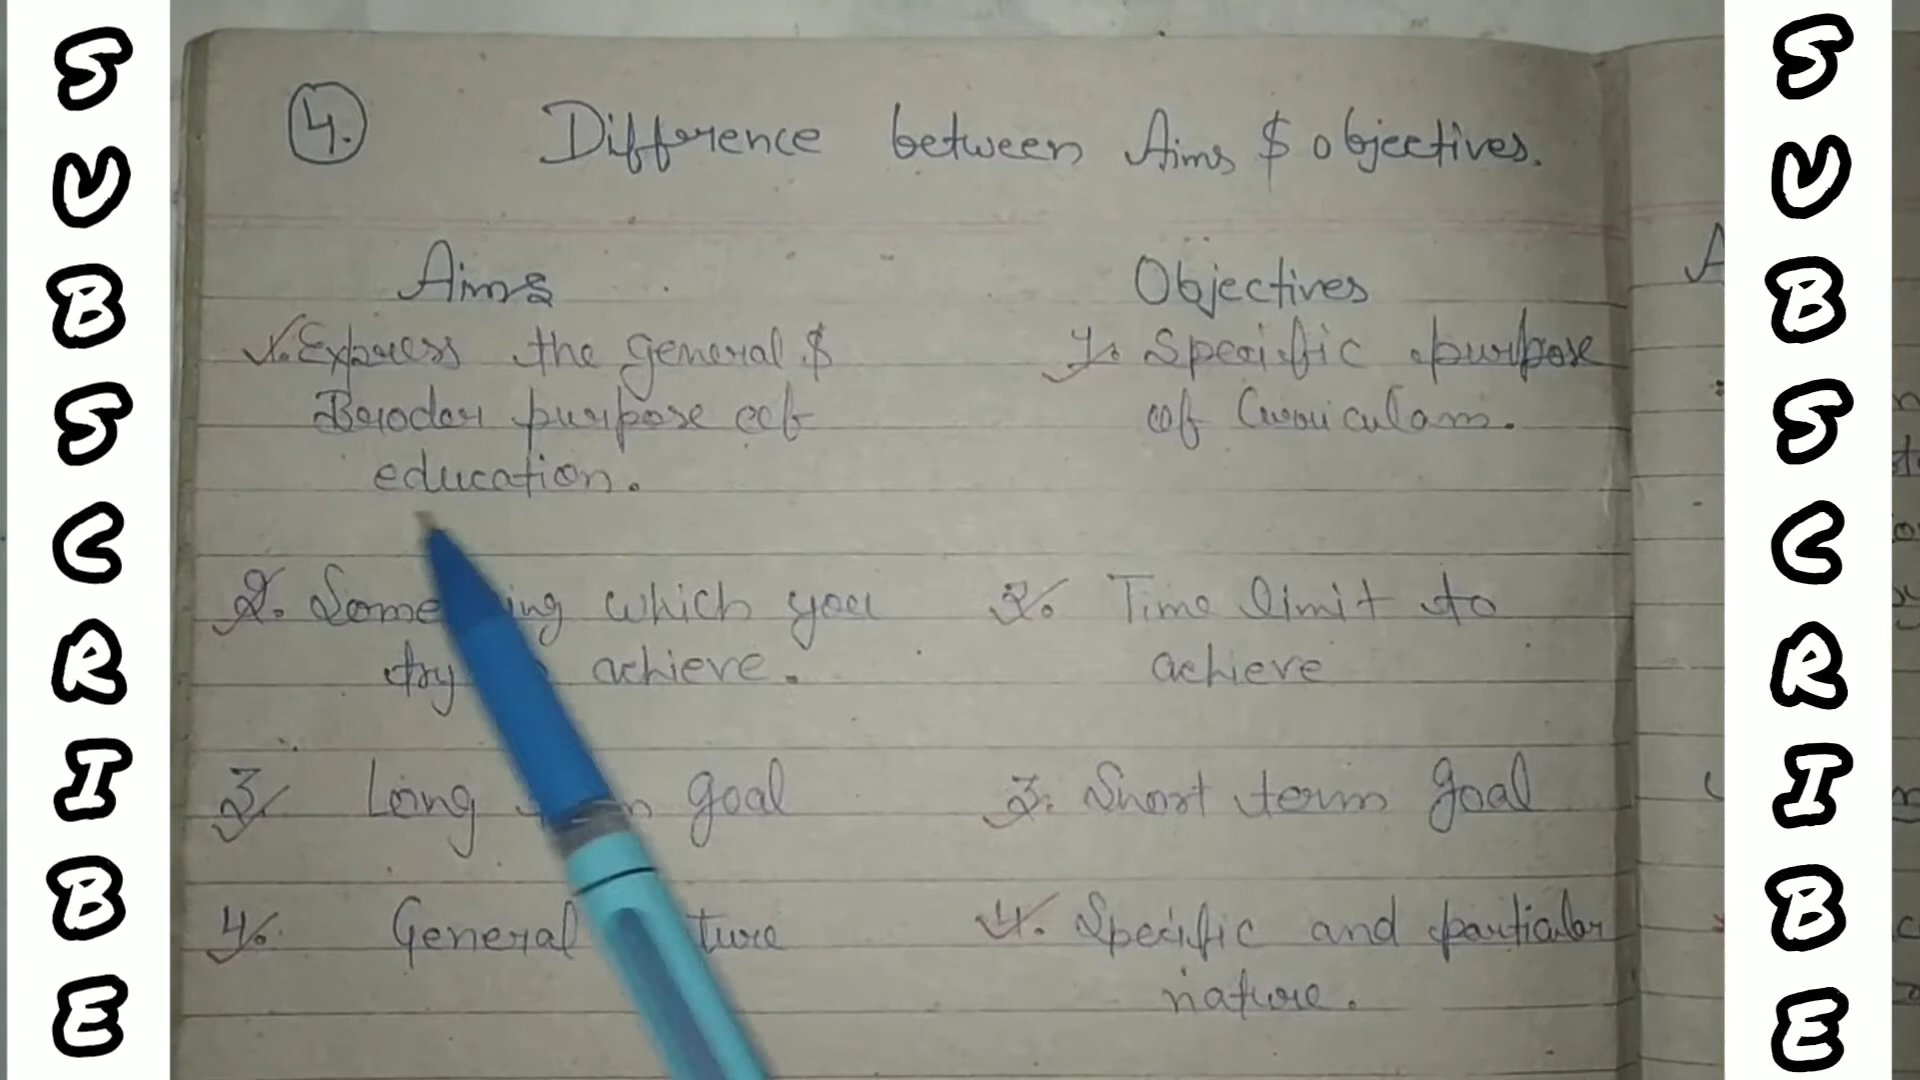 SUBSCRIBE
4. Difference between Aims $ objectives.
Aims
1. Express the general $
Broder purpose of
education.
2. Some ing which you
try achieve.
3. Long goal
4. General ture
Objectives
1. Specific purpose
of Curriculam.
2. Time limit to
achieve
3. Short term goal
4. Specific and particular
nature.
SUBSCRIBE